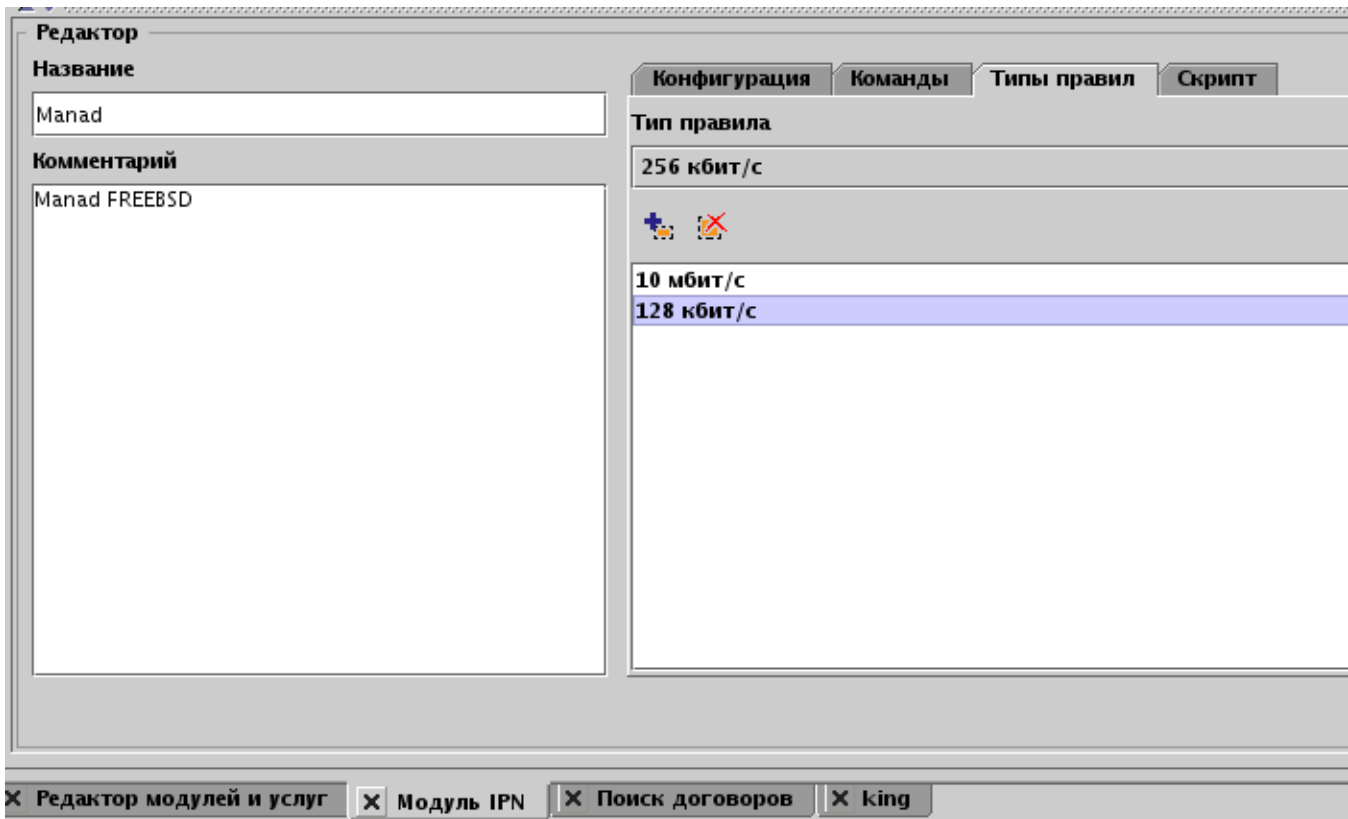 Редактор
Название
Manad
Комментарий
Manad FREEBSD
Конфигурация Команды Типы правил Скрипт
Тип правила
256 кбит/с
10 мбит/с
128 кбит/с
Редактор модулей и услуг Модуль IPN Поиск договоров king